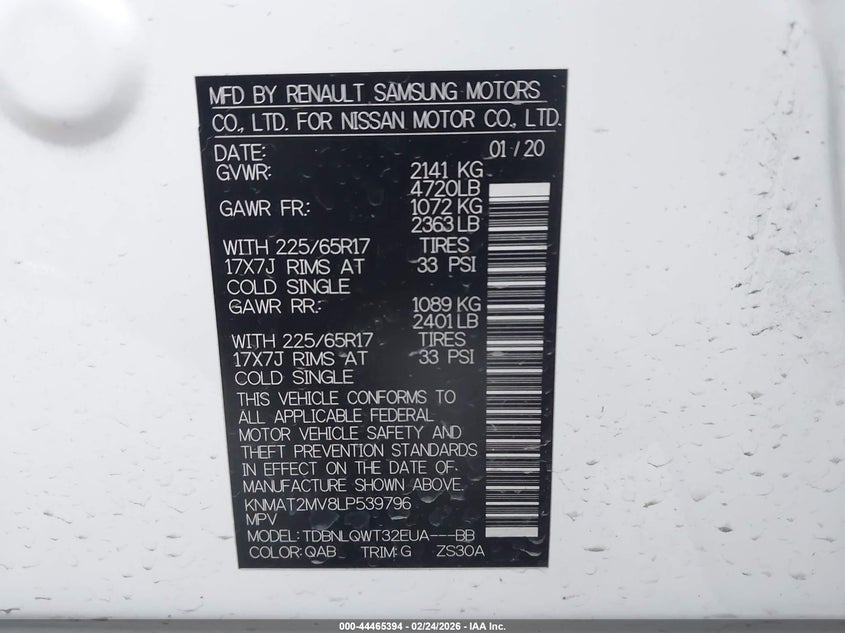 MFD BY RENAULT SAMSUNG MOTORS
CO., LTD. FOR NISSAN MOTOR CO., LTD.
DATE: 01 / 20
GVWR: 2141 KG
4720LB
GAWR FR.: 1072 KG
2363 LB
WITH 225/65R17 TIRES
17X7J RIMS AT 33 PSI
COLD SINGLE
GAWR RR.: 1089 KG
2401 LB
WITH 225/65R17 TIRES
17X7J RIMS AT 33 PSI
COLD SINGLE
THIS VEHICLE CONFORMS TO
ALL APPLICABLE FEDERAL
MOTOR VEHICLE SAFETY AND
THEFT PREVENTION STANDARDS
IN EFFECT ON THE DATE OF
MANUFACTURE SHOWN ABOVE.
KNMAT2MV8LP539796
MPV
MODEL: TDBNLQWT32EUA---BB
COLOR: QAB TRIM: G ZS30A
000-44465394 - 02/24/2026 - IAA Inc.